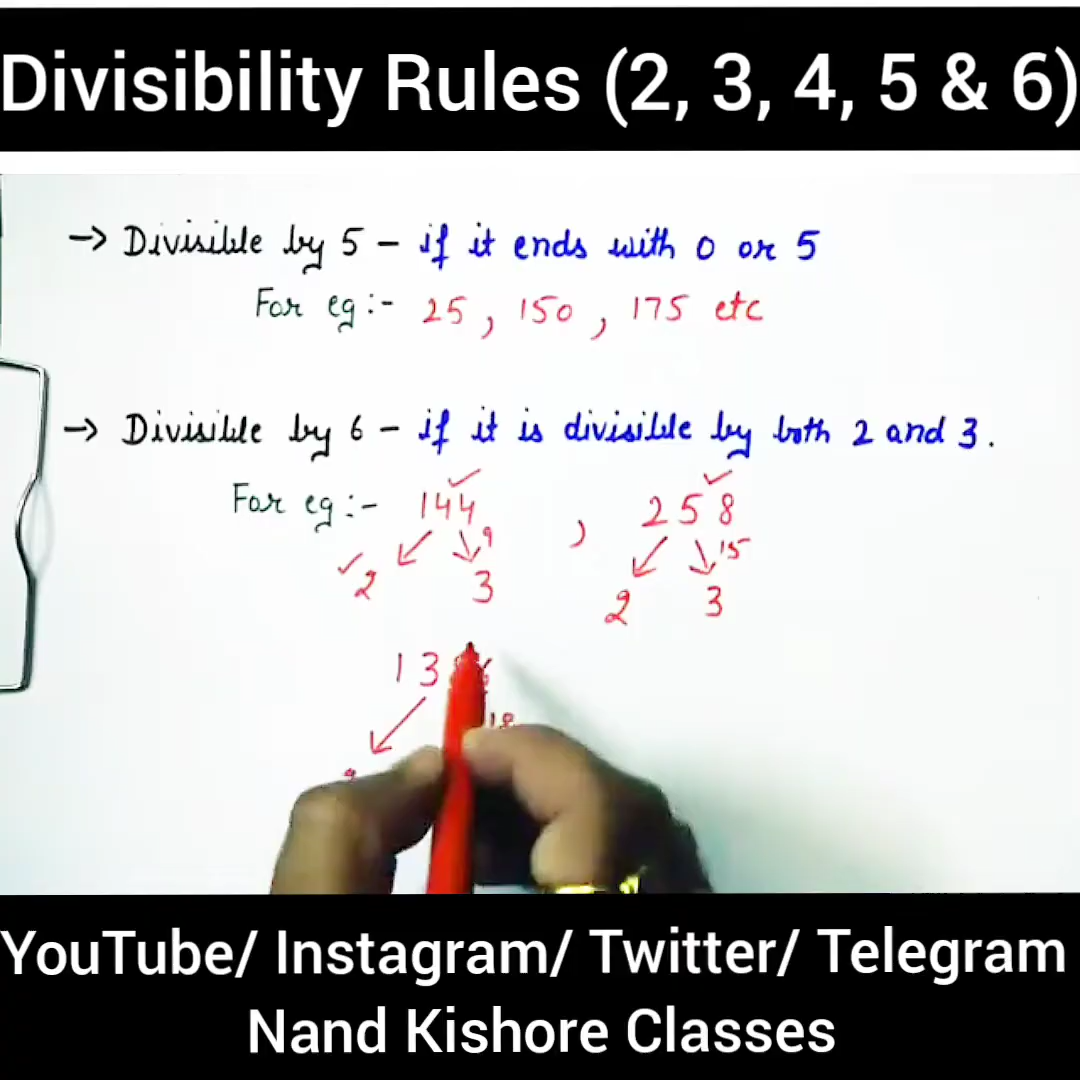 Divisibility Rules (2, 3, 4, 5 & 6)
→ Divisible by 5 – if it ends with 0 or 5
For eg:- 25, 150, 175 etc
→ Divisible by 6 – if it is divisible by both 2 and 3.
For eg:- 144 , 258
9 15
✓2 3 2 3
13
18
YouTube/ Instagram/ Twitter/ Telegram
Nand Kishore Classes